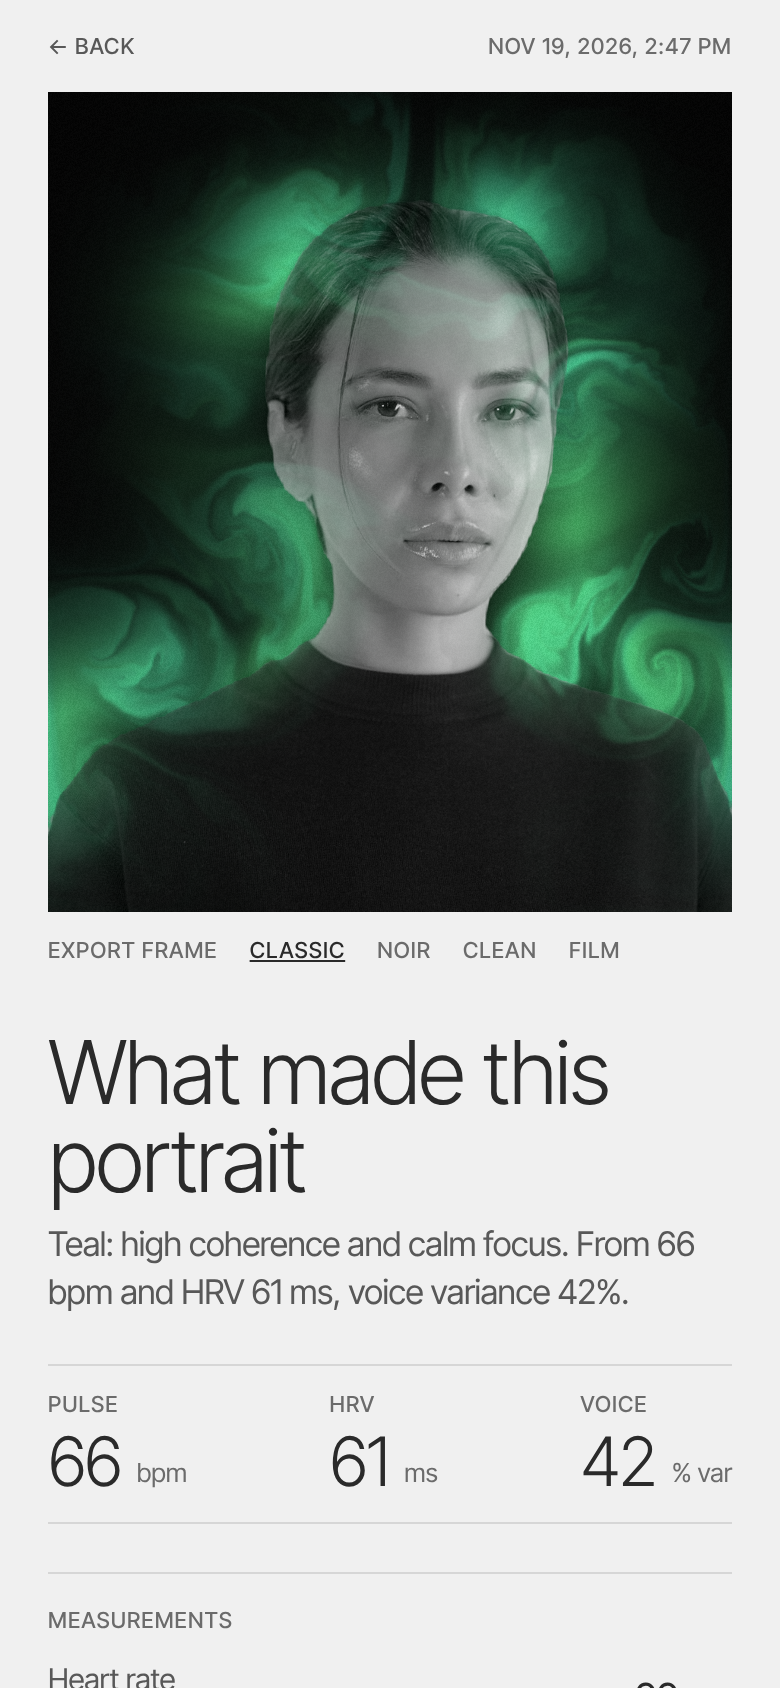 ← BACK
NOV 19, 2026, 2:47 PM
EXPORT FRAME CLASSIC NOIR CLEAN FILM
What made this
portrait
Teal: high coherence and calm focus. From 66
bpm and HRV 61 ms, voice variance 42%.
PULSE HRV VOICE
66 bpm 61 ms 42 % var
MEASUREMENTS
Heart rate